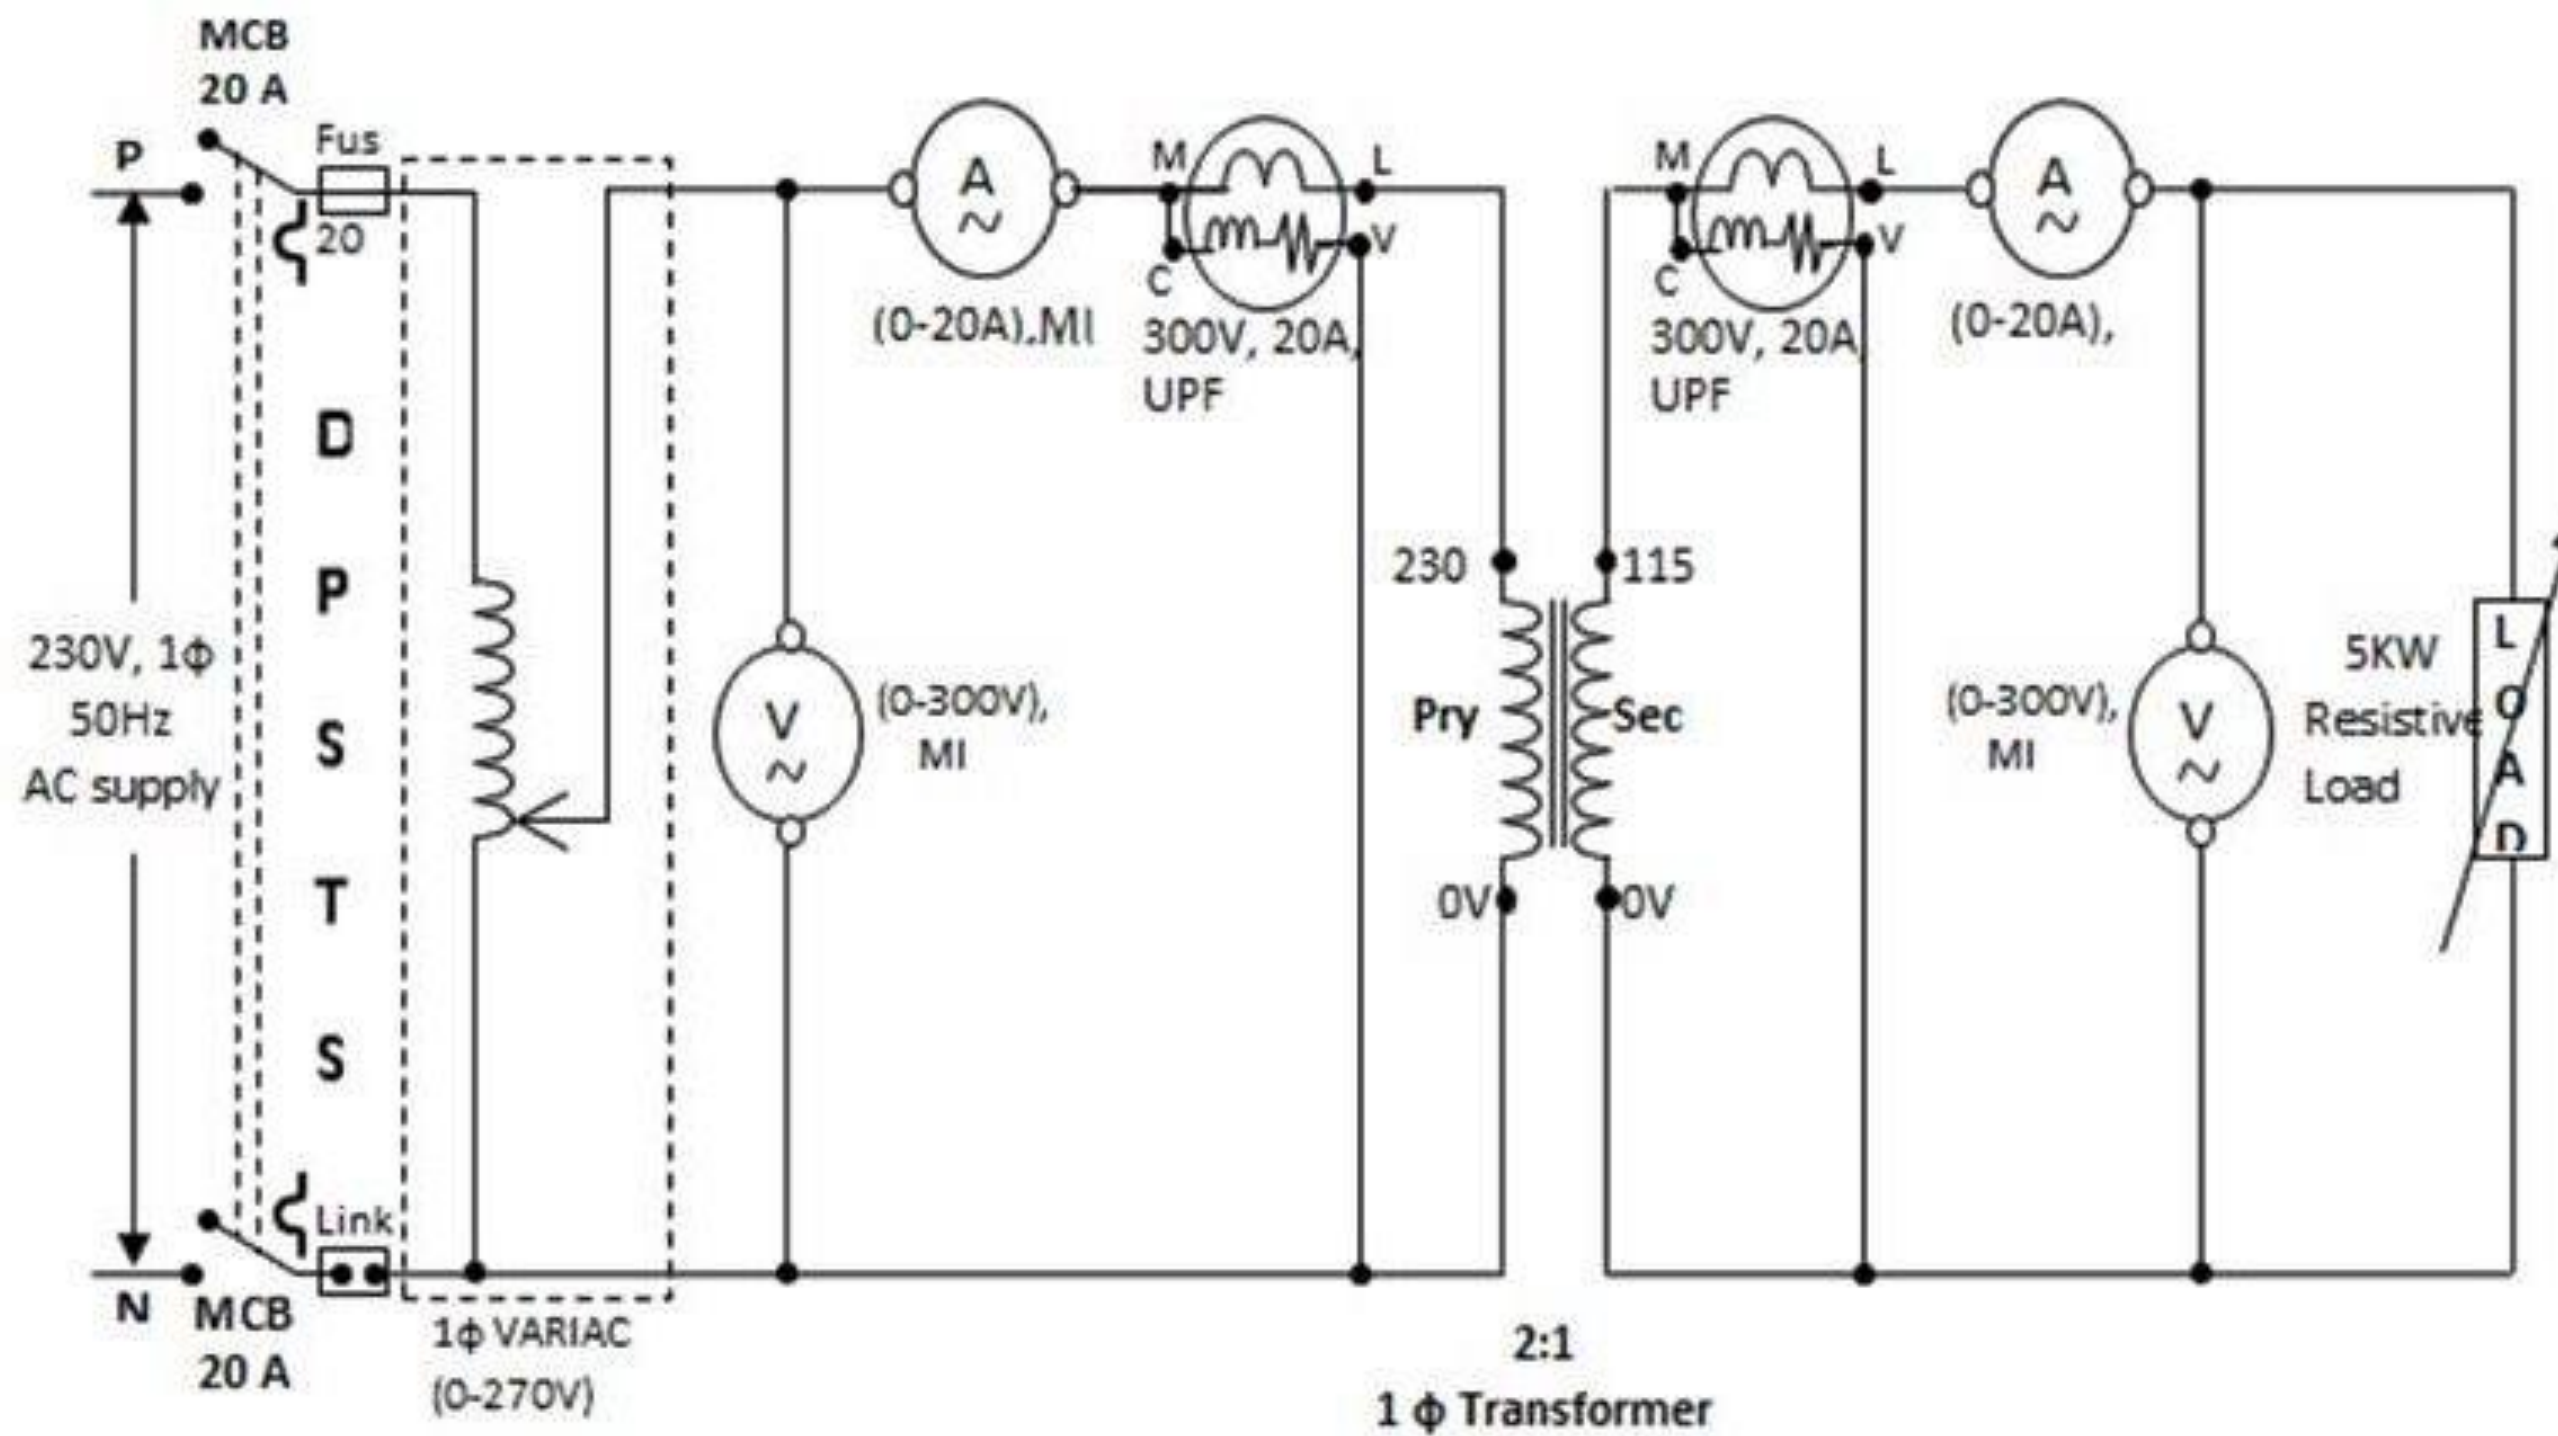 MCB
20 A
P
Fus
20
D
P
S
T
S
230V, 1ϕ
50Hz
AC supply
N
MCB
20 A
Link
1ϕ VARIAC
(0-270V)
V
~
(0-300V),
MI
A
~
(0-20A).MI
M
L
C
V
300V, 20A,
UPF
230
Pry
0V
115
Sec
0V
2:1
1 ϕ Transformer
M
L
C
V
300V, 20A,
UPF
A
~
(0-20A),
V
~
(0-300V),
MI
5KW
Resistive
Load
L
O
A
D